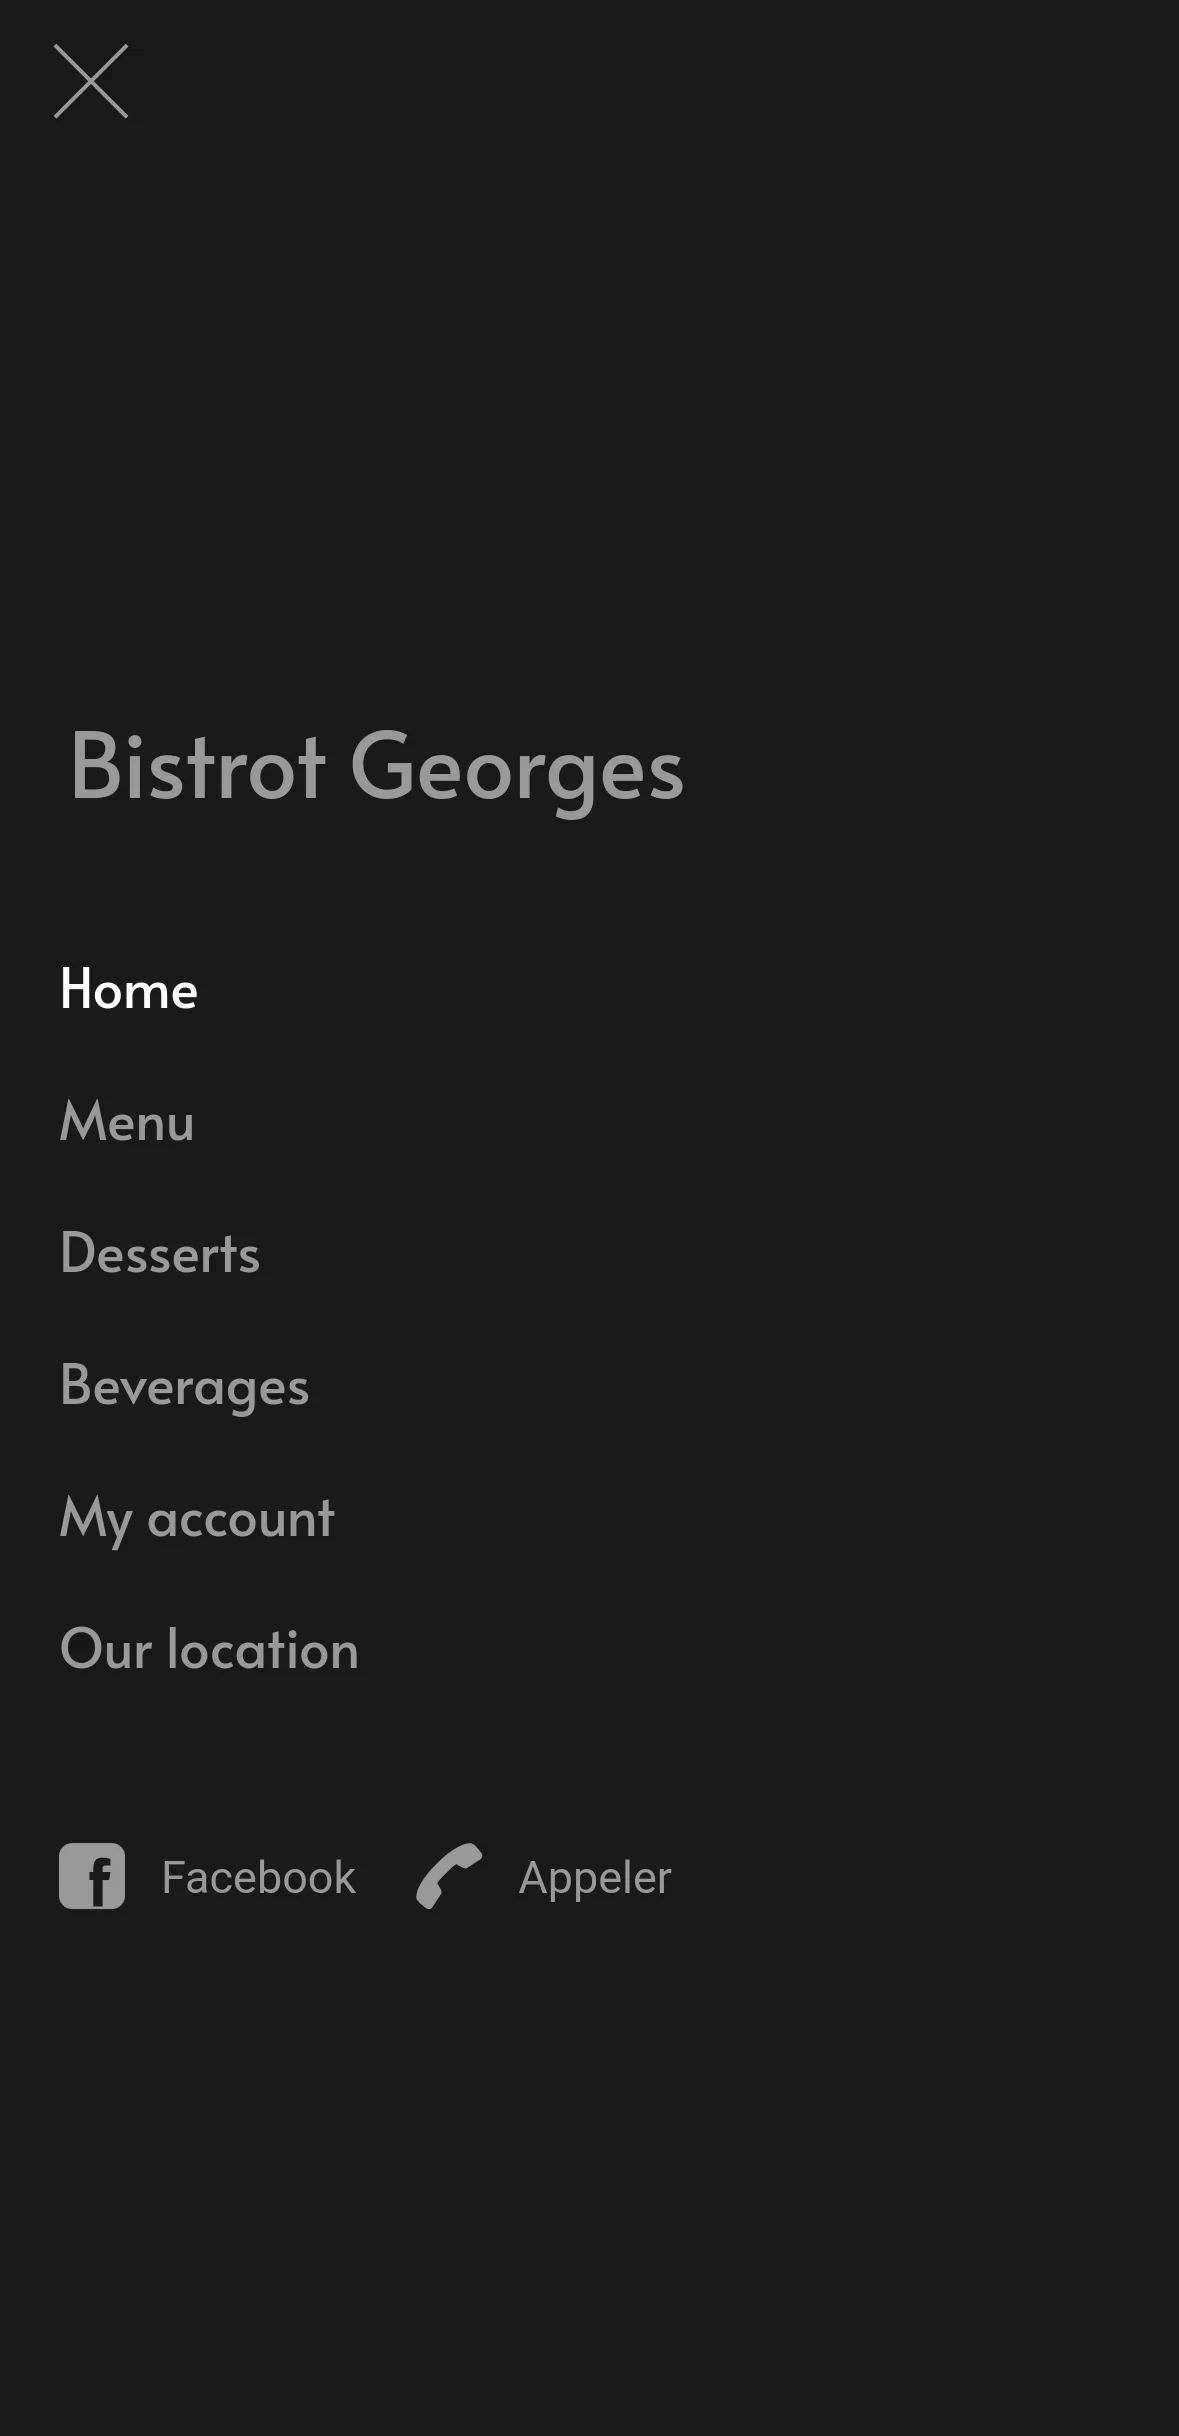 Bistrot Georges
Home
Menu
Desserts
Beverages
My account
Our location
Facebook Appeler